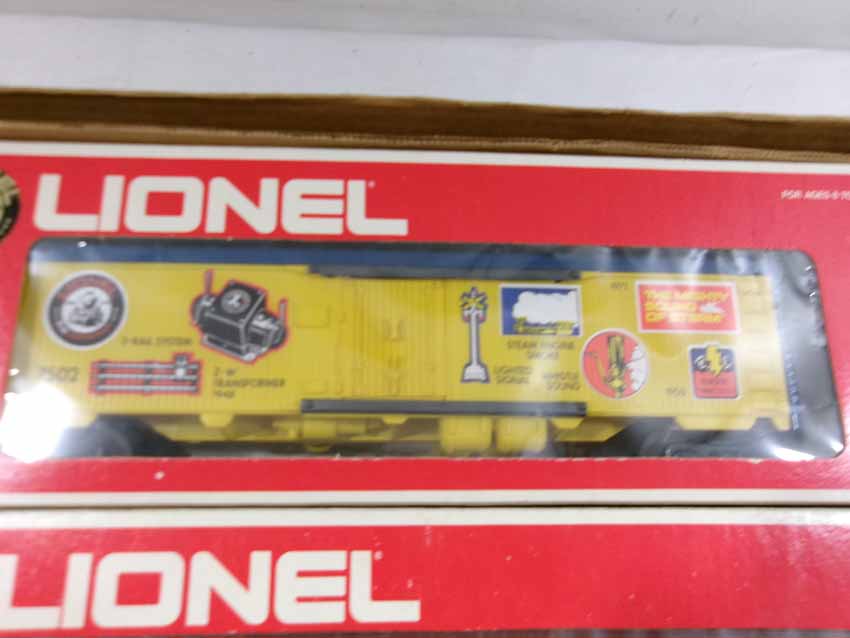 LIONEL
FOR AGES 8 TO
3-RAIL SYSTEM
7502
Z-W
TRANSFORMER
1948
STEAM ENGINE
SMOKE
LIGHTED
SIGNAL
WHISTLE
SOUND
THE MIGHTY
SOUND
OF STEAM
LIONEL